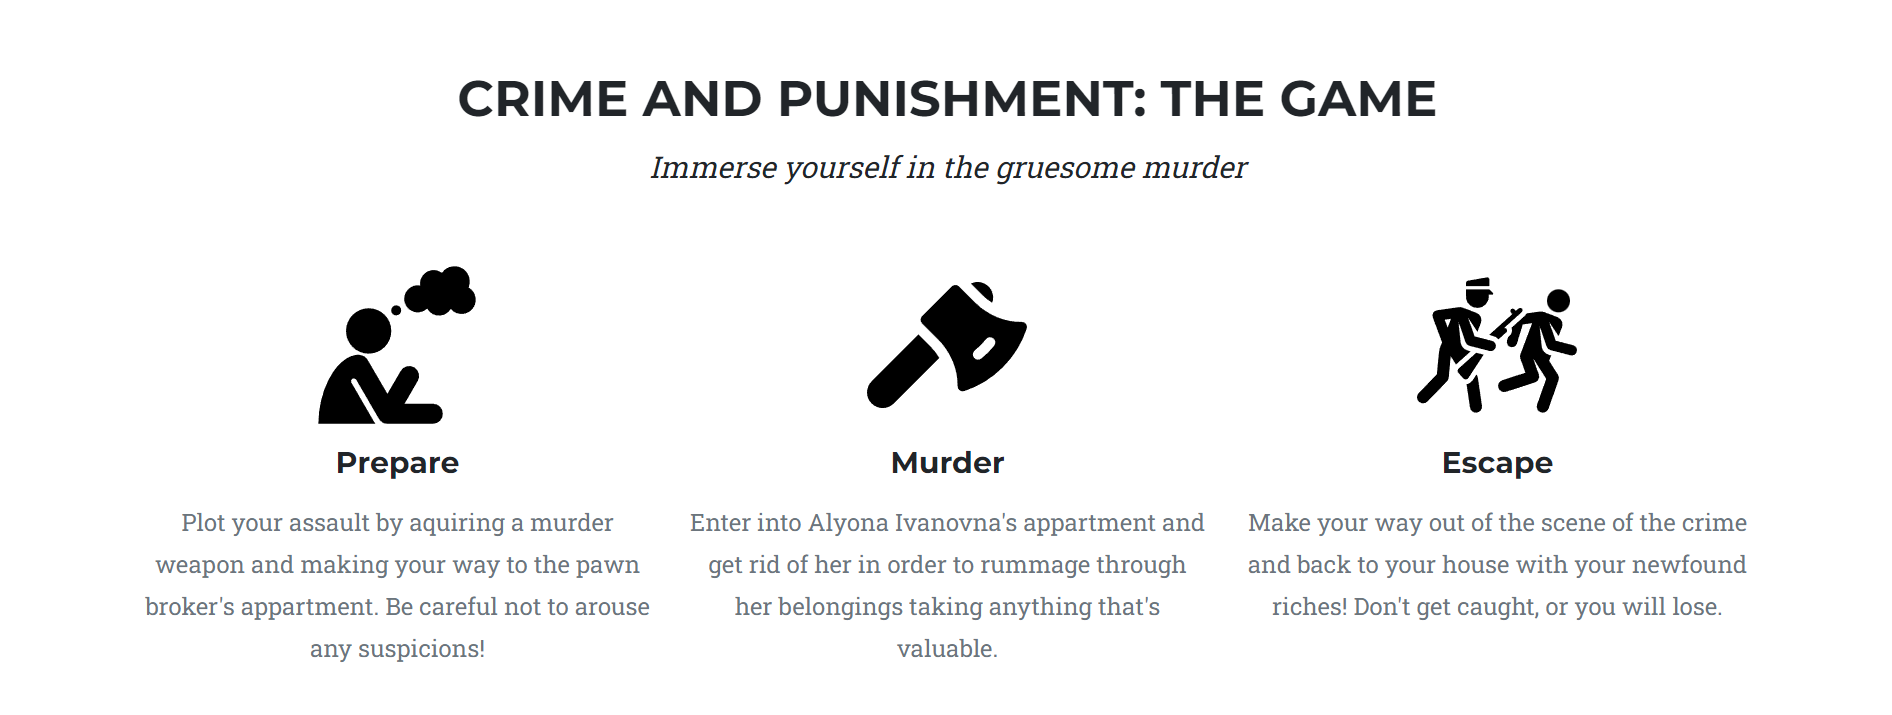 CRIME AND PUNISHMENT: THE GAME
Immerse yourself in the gruesome murder
Prepare
Plot your assault by aquiring a murder
weapon and making your way to the pawn
broker's appartment. Be careful not to arouse
any suspicions!
Murder
Enter into Alyona Ivanovna's appartment and
get rid of her in order to rummage through
her belongings taking anything that's
valuable.
Escape
Make your way out of the scene of the crime
and back to your house with your newfound
riches! Don't get caught, or you will lose.